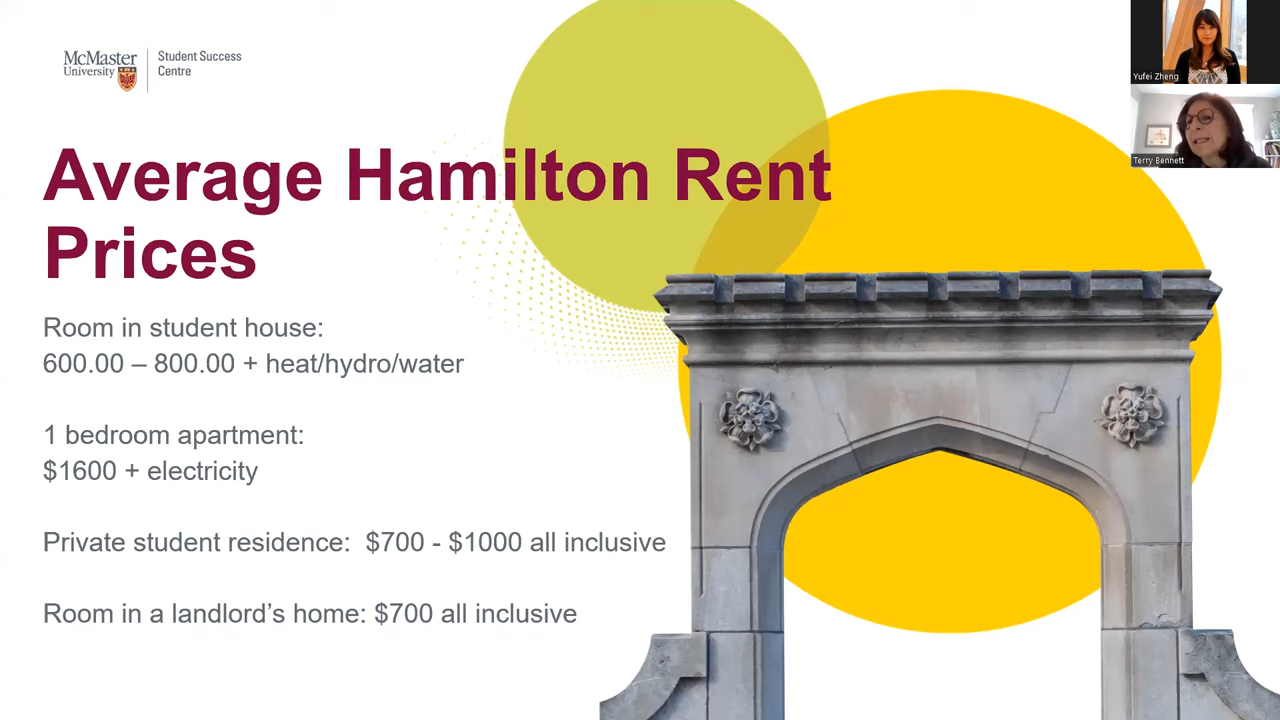 McMaster
University
Student Success
Centre
Yufei Zheng
Terry Bennett
Average Hamilton Rent
Prices
Room in student house:
600.00 – 800.00 + heat/hydro/water
1 bedroom apartment:
$1600 + electricity
Private student residence:  $700 - $1000 all inclusive
Room in a landlord’s home: $700 all inclusive